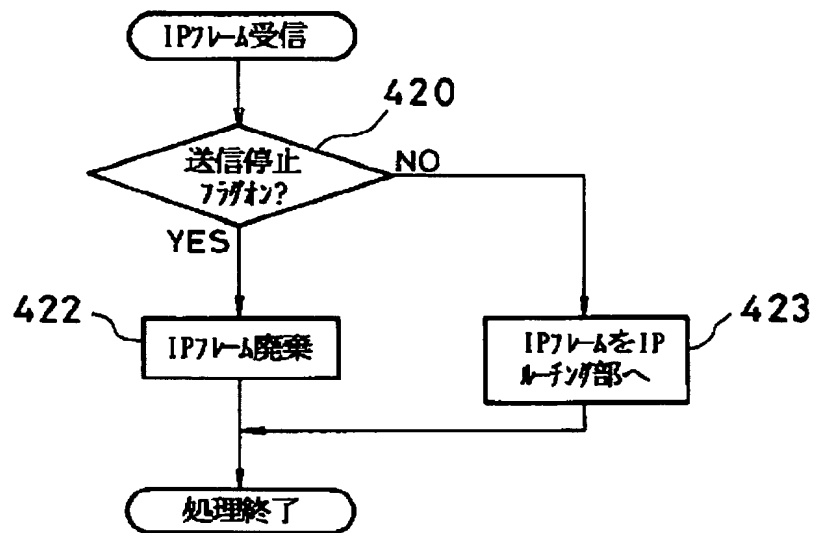 IPフレーム受信
420
送信停止
フラグオン?
NO
YES
422
IPフレーム廃棄
IPフレームをIP
ルーチング部へ
423
処理終了